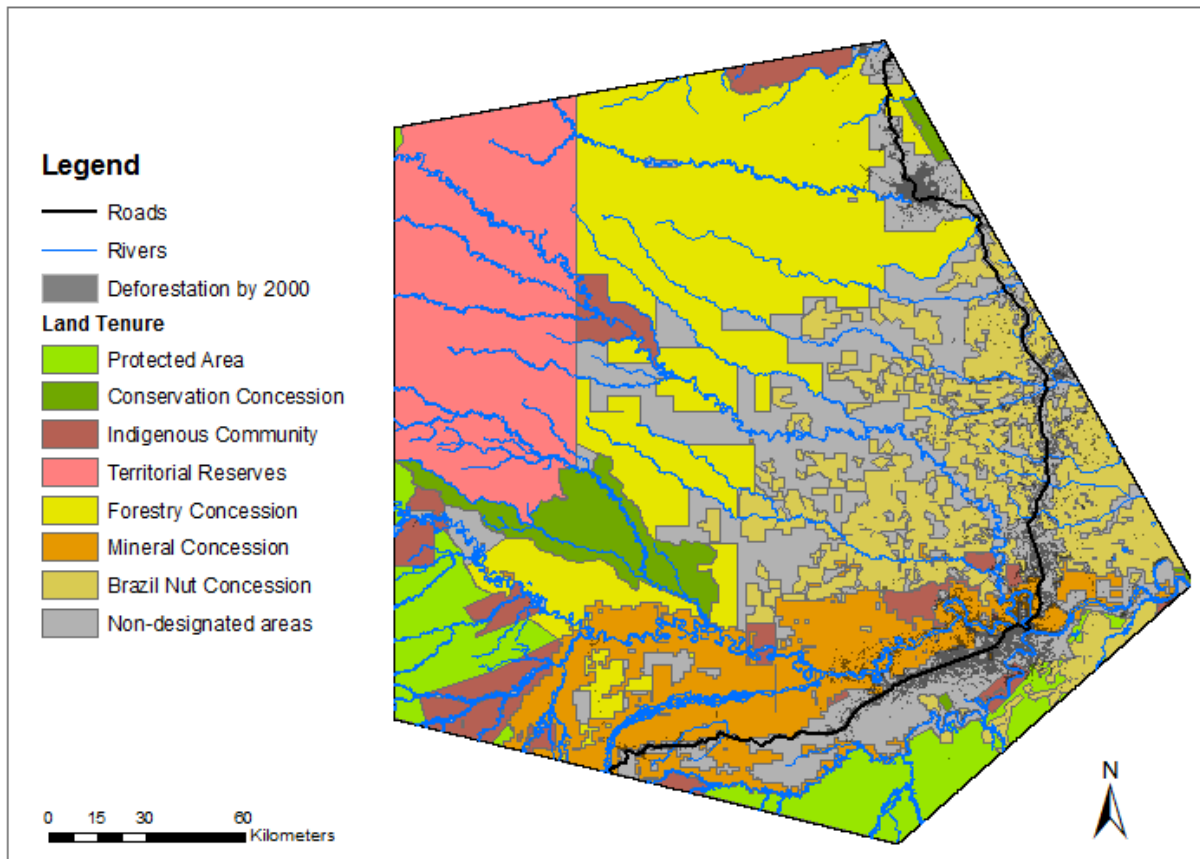 Legend
Roads
Rivers
Deforestation by 2000
Land Tenure
Protected Area
Conservation Concession
Indigenous Community
Territorial Reserves
Forestry Concession
Mineral Concession
Brazil Nut Concession
Non-designated areas
0 15 30 60
Kilometers
N